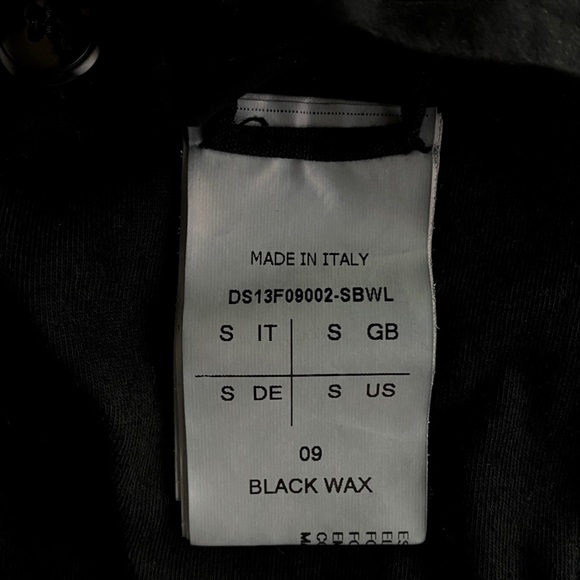 MADE IN ITALY
DS13F09002-SBWL
S IT S GB
S DE S US
09
BLACK WAX